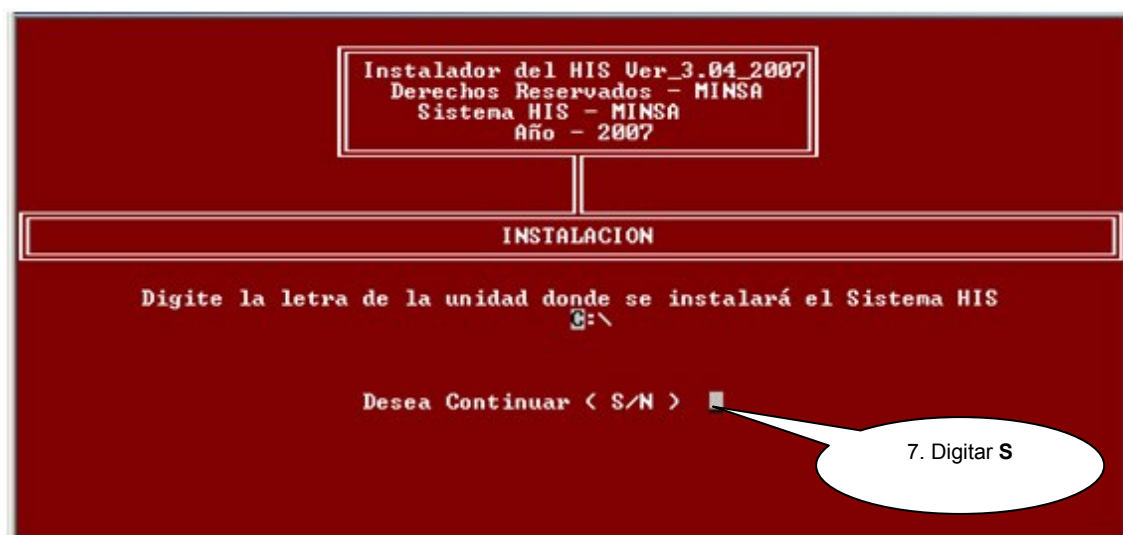 Instalador del HIS Ver_3.04_2007
Derechos Reservados - MINSA
Sistema HIS - MINSA
Año - 2007
INSTALACION
Digite la letra de la unidad donde se instalará el Sistema HIS
C:\
Desea Continuar < S/N >
7. Digitar S